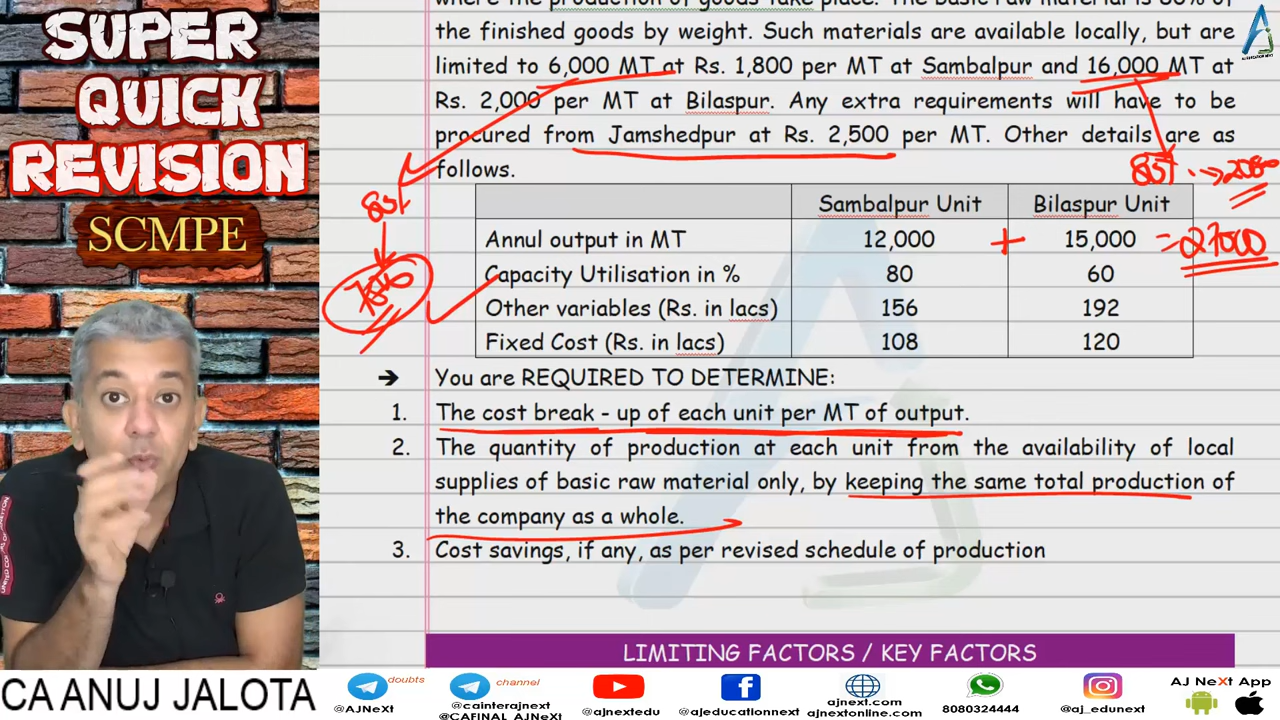 SUPER
QUICK
REVISION
SCMPE
the finished goods by weight. Such materials are available locally, but are
limited to 6,000 MT at Rs. 1,800 per MT at Sambalpur and 16,000 MT at
Rs. 2,000 per MT at Bilaspur. Any extra requirements will have to be
procured from Jamshedpur at Rs. 2,500 per MT. Other details are as
follows.
Sambalpur Unit Bilaspur Unit
Annul output in MT 12,000 + 15,000 = 27000
Capacity Utilisation in % 80 60
Other variables (Rs. in lacs) 156 192
Fixed Cost (Rs. in lacs) 108 120
➔ You are REQUIRED TO DETERMINE:
1. The cost break - up of each unit per MT of output.
2. The quantity of production at each unit from the availability of local
supplies of basic raw material only, by keeping the same total production of
the company as a whole.
3. Cost savings, if any, as per revised schedule of production
LIMITING FACTORS / KEY FACTORS
CA ANUJ JALOTA
doubts
@AJNeXt
channel
@cainterajnext
@CAFINAL_AJNeXt
@ajnextedu
@ajeducationnext
ajnext.com
ajnextonline.com
8080324444
@aj_edunext
AJ NeXt App